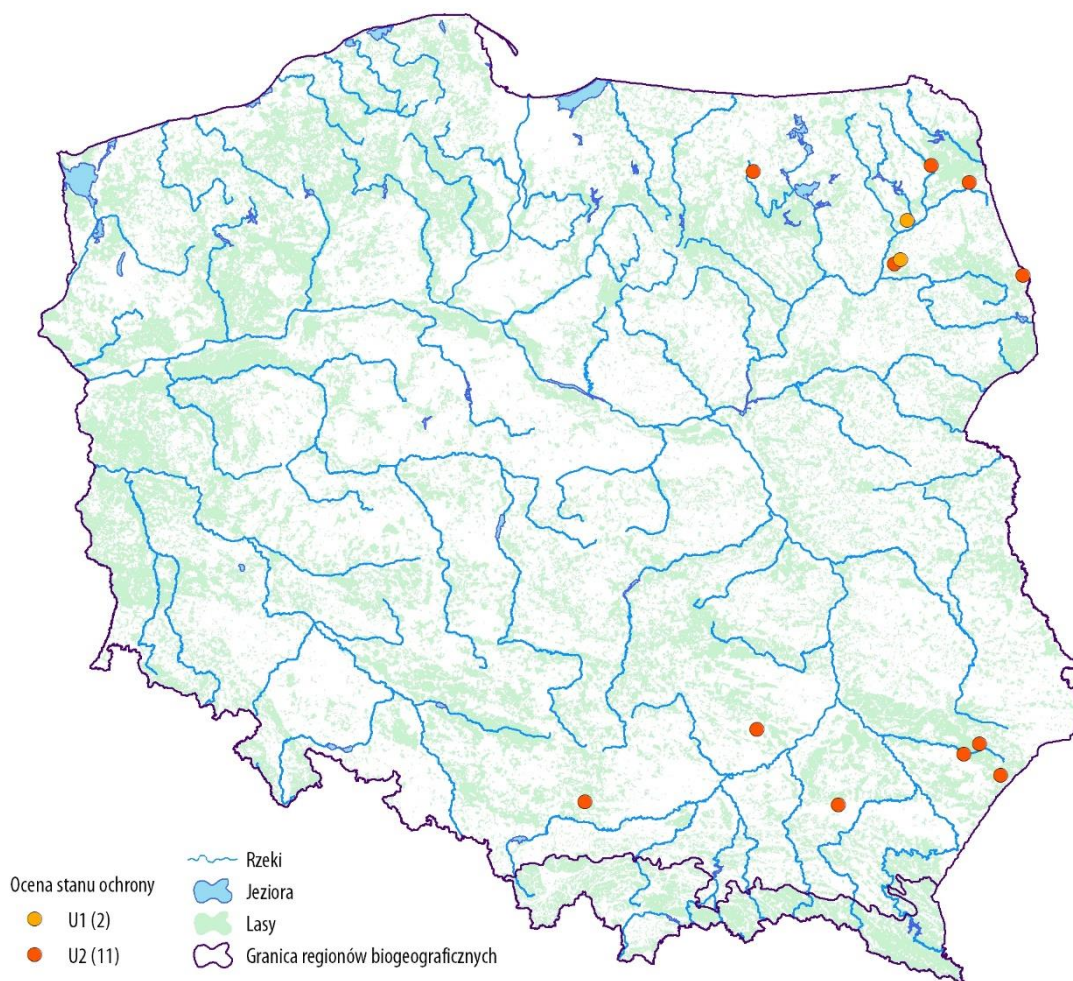 Ocena stanu ochrony
U1 (2)
U2 (11)
Rzeki
Jeziora
Lasy
Granica regionów biogeograficznych